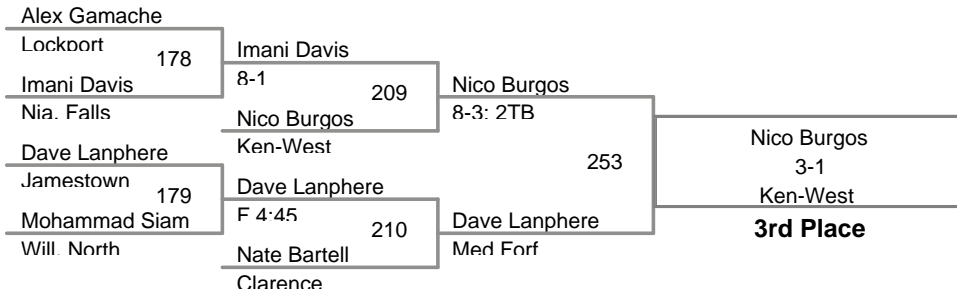 Alex Gamache
Lockport
178
Imani Davis
Nia. Falls
Dave Lanphere
Jamestown
179
Mohammad Siam
Will. North
Imani Davis
8-1
209
Nico Burgos
Ken-West
Dave Lanphere
F 4:45
210
Nate Bartell
Clarence
Nico Burgos
8-3; 2TB
253
Dave Lanphere
Med Forf
Nico Burgos
3-1
Ken-West
3rd Place